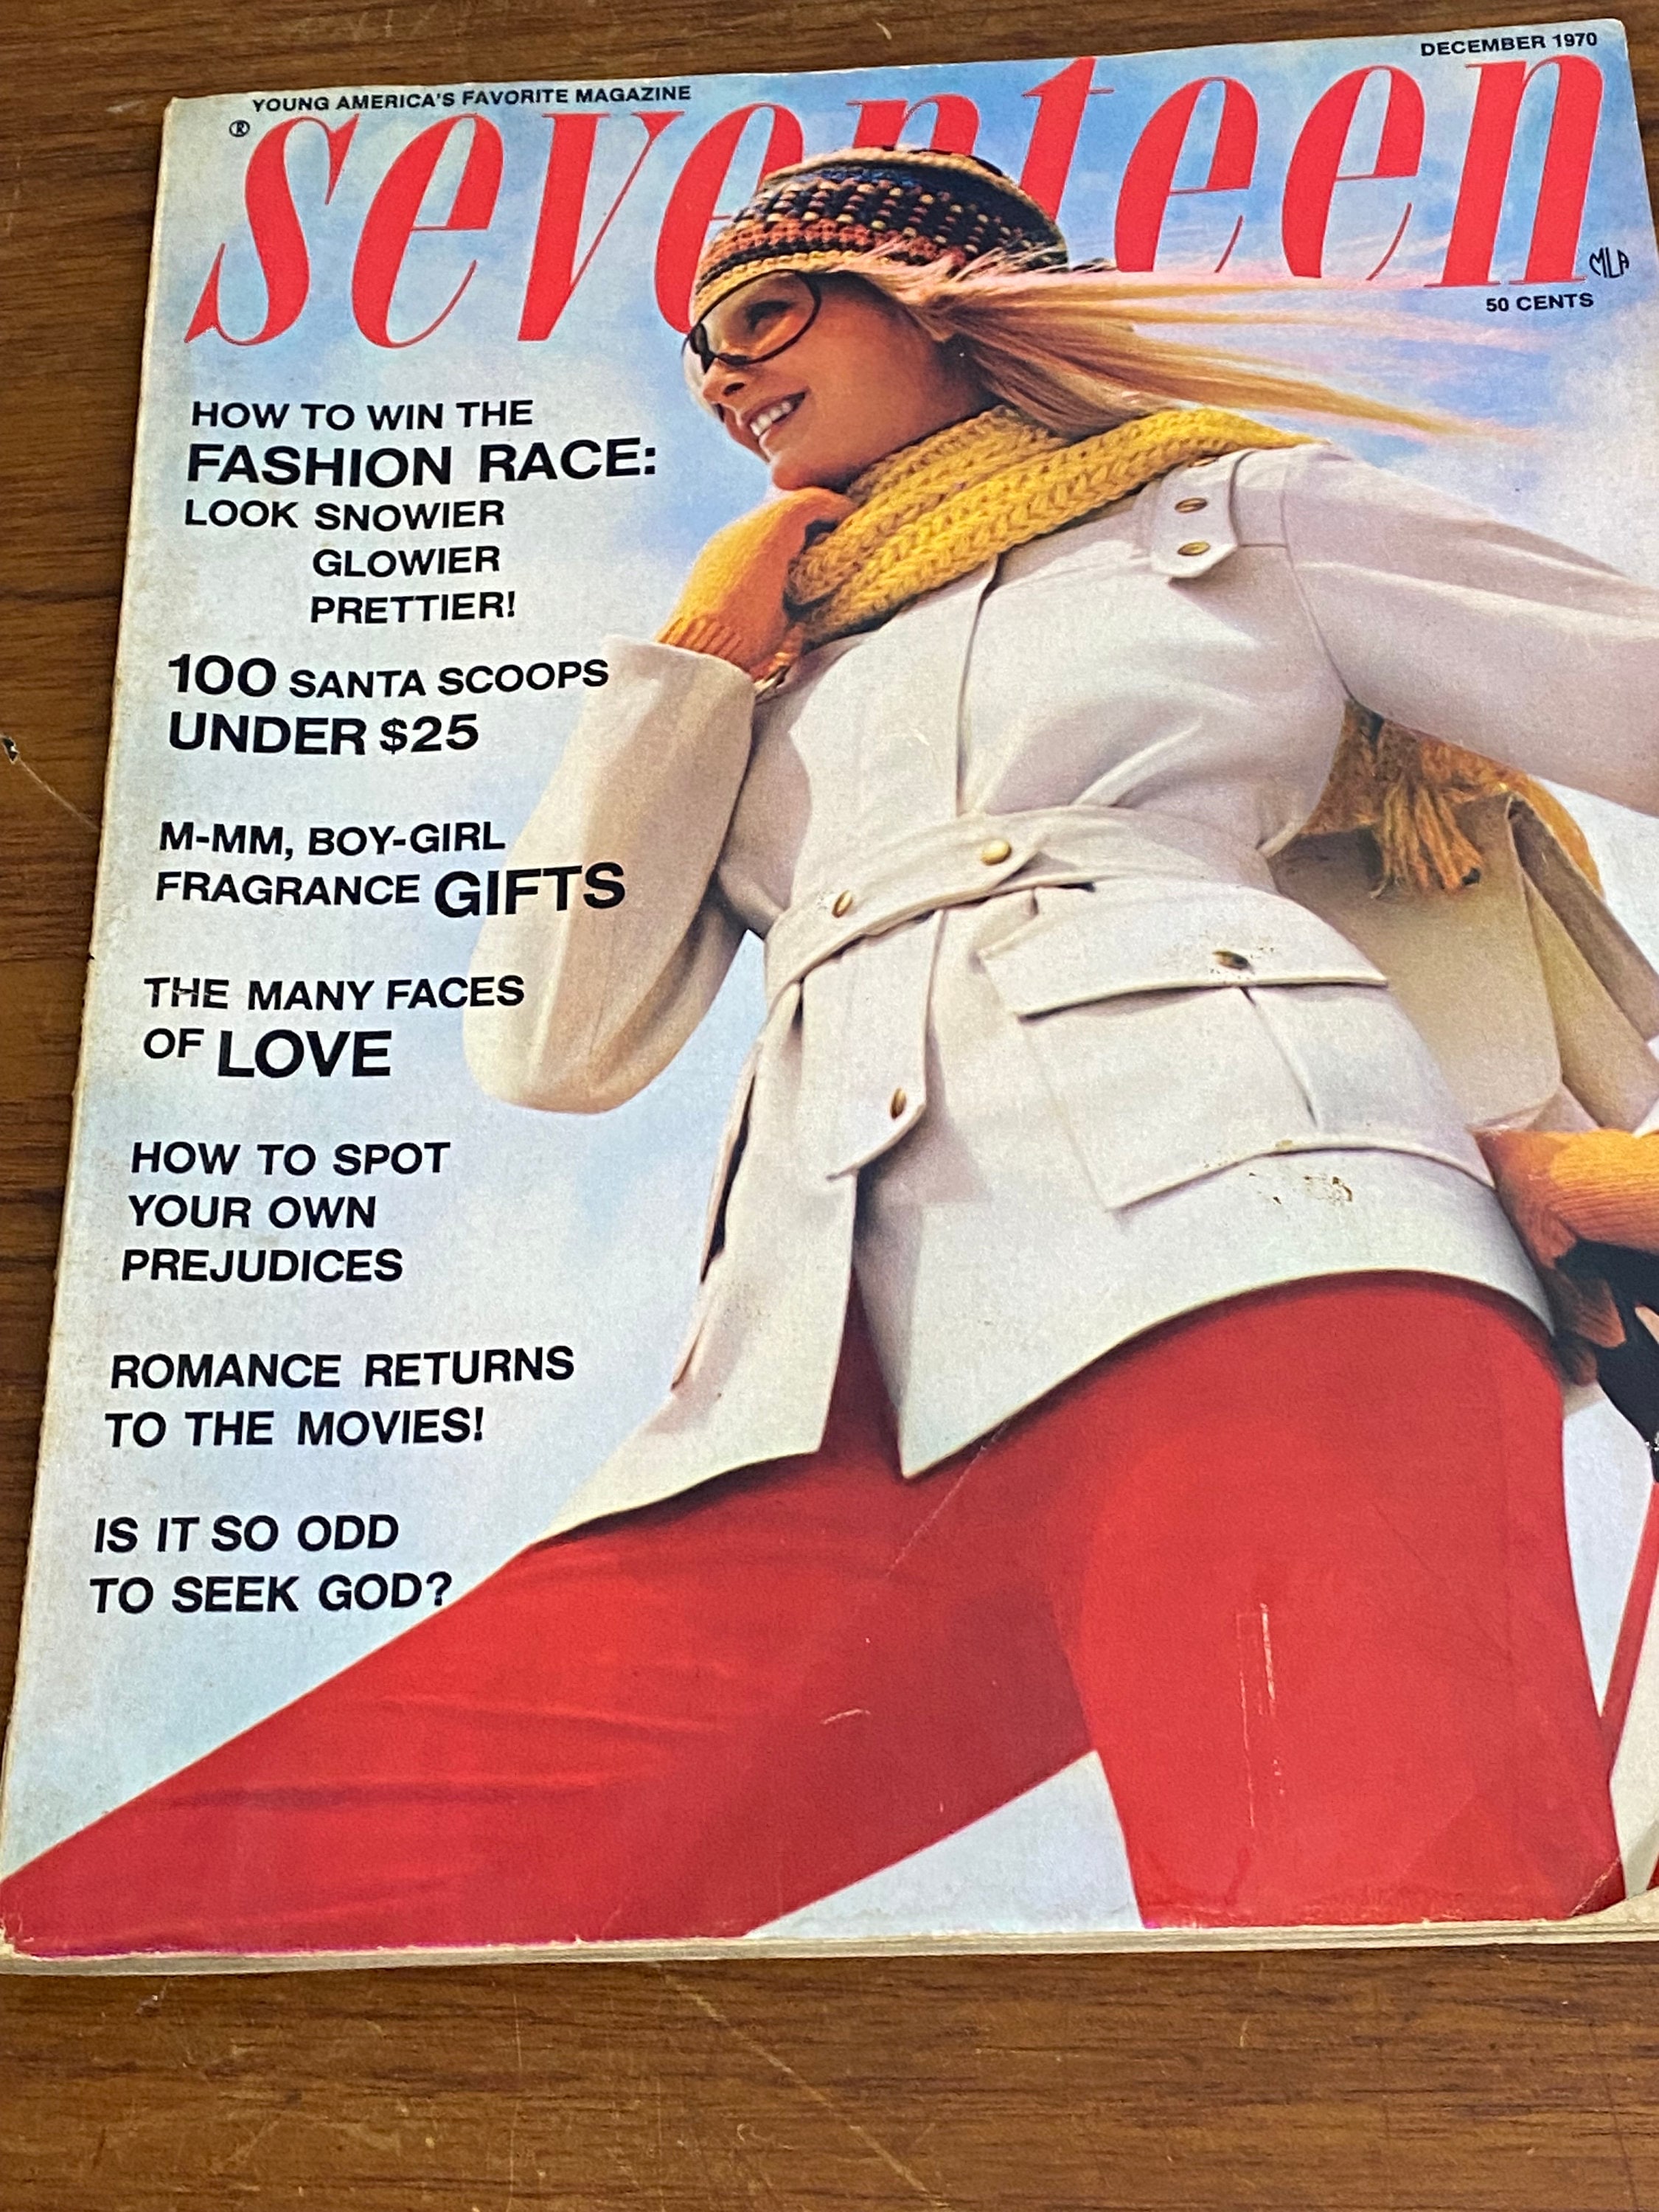 DECEMBER 1970
YOUNG AMERICA'S FAVORITE MAGAZINE
®
seventeen
MLA
50 CENTS
HOW TO WIN THE
FASHION RACE:
LOOK SNOWIER
GLOWIER
PRETTIER!
100 SANTA SCOOPS
UNDER $25
M-MM, BOY-GIRL
FRAGRANCE GIFTS
THE MANY FACES
OF LOVE
HOW TO SPOT
YOUR OWN
PREJUDICES
ROMANCE RETURNS
TO THE MOVIES!
IS IT SO ODD
TO SEEK GOD?